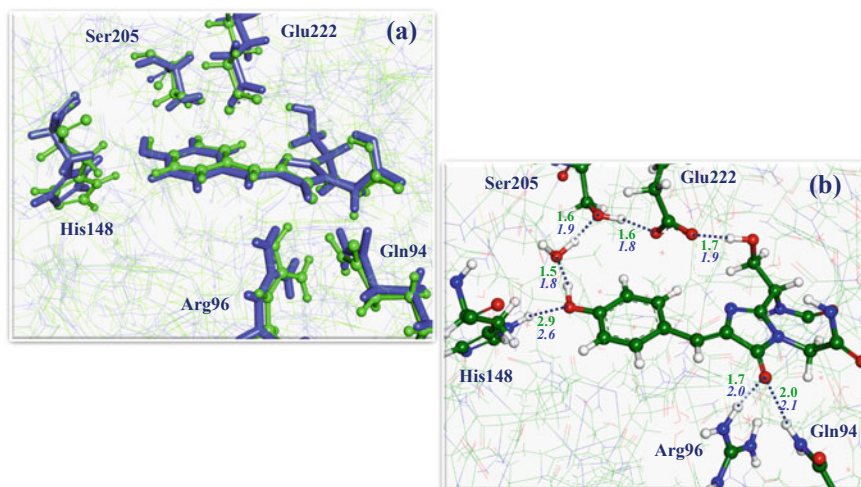 Ser205
Glu222
(a)
His148
Arg96
Gln94
Ser205
Glu222
(b)
1.6
1.9
1.6
1.8
1.7
1.9
1.5
1.8
2.9
2.6
His148
1.7
2.0
2.0
2.1
Arg96
Gln94